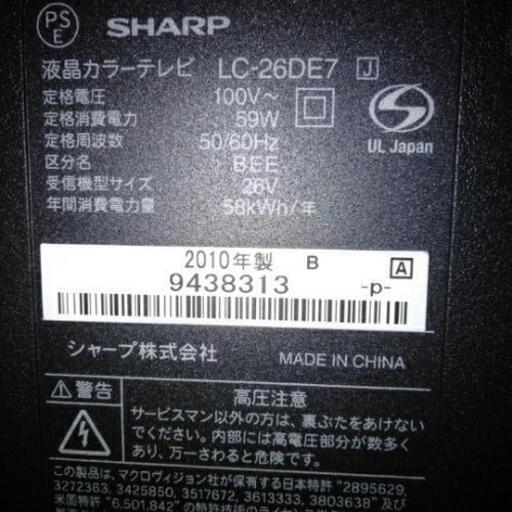 PS
E
SHARP
液晶カラーテレビ LC-26DE7 J
定格電圧 100V～
定格消費電力 59W
定格周波数 50/60Hz
区分名 BEE
受信機型サイズ 26V
年間消費電力量 58kWh/年
S
UL Japan
2010年製 B
9438313 -p-
A
シャープ株式会社 MADE IN CHINA
警告
高圧注意
サービスマン以外の方は、裏ぶたをあけない
でください。内部には高電圧部分が数多く
あり、万一さわると危険です。
この製品は、マクロヴィジョン社が保有する日本特許 "2895629,
3272363, 3425850, 3517672, 3613333, 3803638" 及び
米国特許 "6,501,842" の特許技術のライセンス